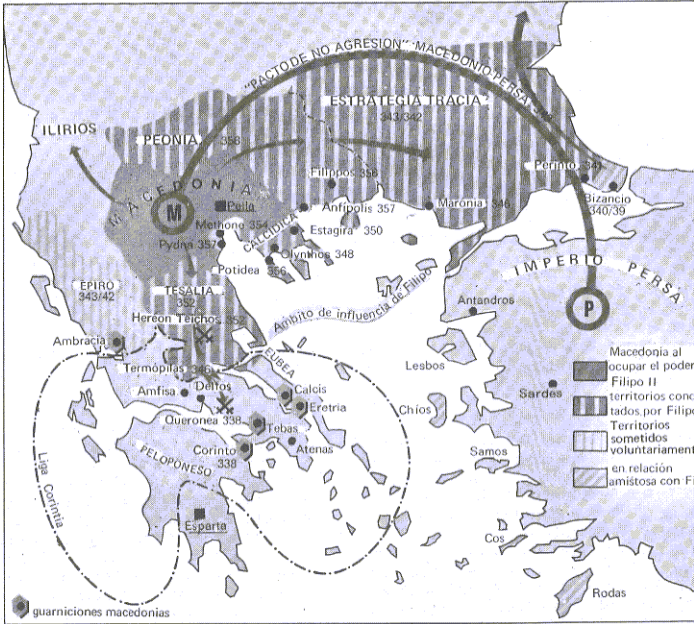 "PACTO DE NO AGRESION" MACEDONIO-PERSA
ESTRATEGIA TRACIA
343/342
ILIRIOS
PEONIA 358
MACEDONIA
M
Pella
Filippos 356
Perinto 341
Bizancio
340/39
Methone 354
Anfípolis 357
Maronia 346
Pydna 357
CALCIDICA
Estagira 350
Olynthos 348
Potidea 356
IMPERIO PERSA
P
EPIRO
343/42
TESALIA
352
Hereon Teichos 352
Ambito de influencia de Filipo
Antandros
Ambracia
Termópilas 346
EUBEA
Lesbos
Macedonia al
ocupar el poder
Filipo II
Amfisa
Delfos
Calcis
Eretria
Sardes
territorios conq
tados por Filipo
Queronea 338
Tebas
Chíos
Territorios
sometidos
voluntariament
Corinto
338
Atenas
Samos
PELOPONESO
en relación
amistosa con Fi
Liga Corintia
Esparta
Cos
Rodas
guarniciones macedonias